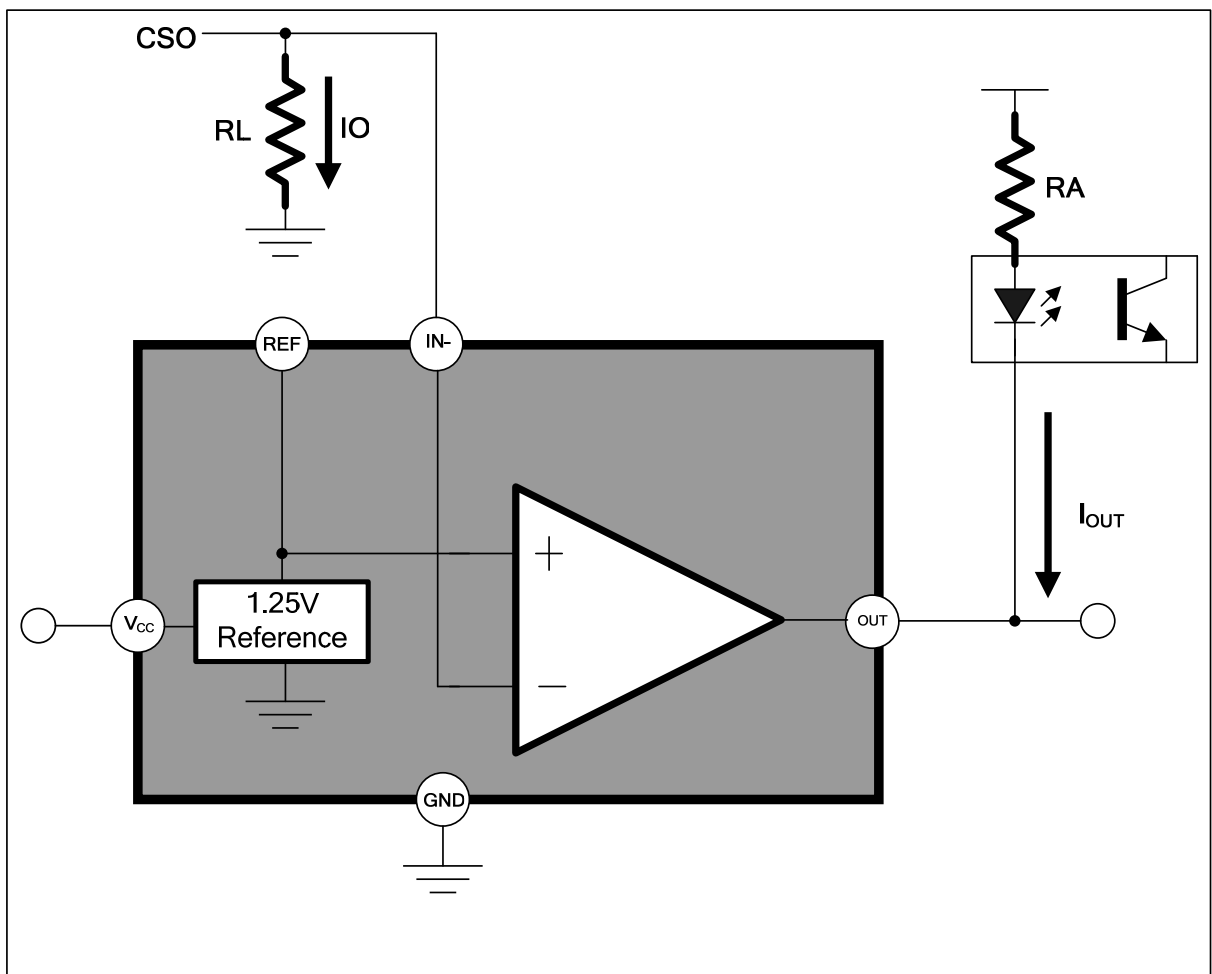 CSO
RL
IO
RA
REF
IN-
+
1.25V
Reference
VCC
OUT
IOUT
−
GND